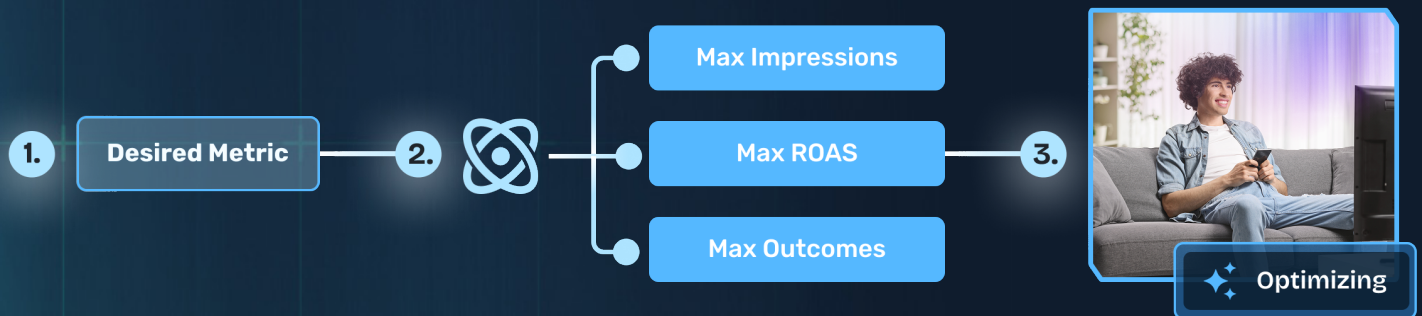 1.
Desired Metric
2.
Max Impressions
Max ROAS
Max Outcomes
3.
Optimizing